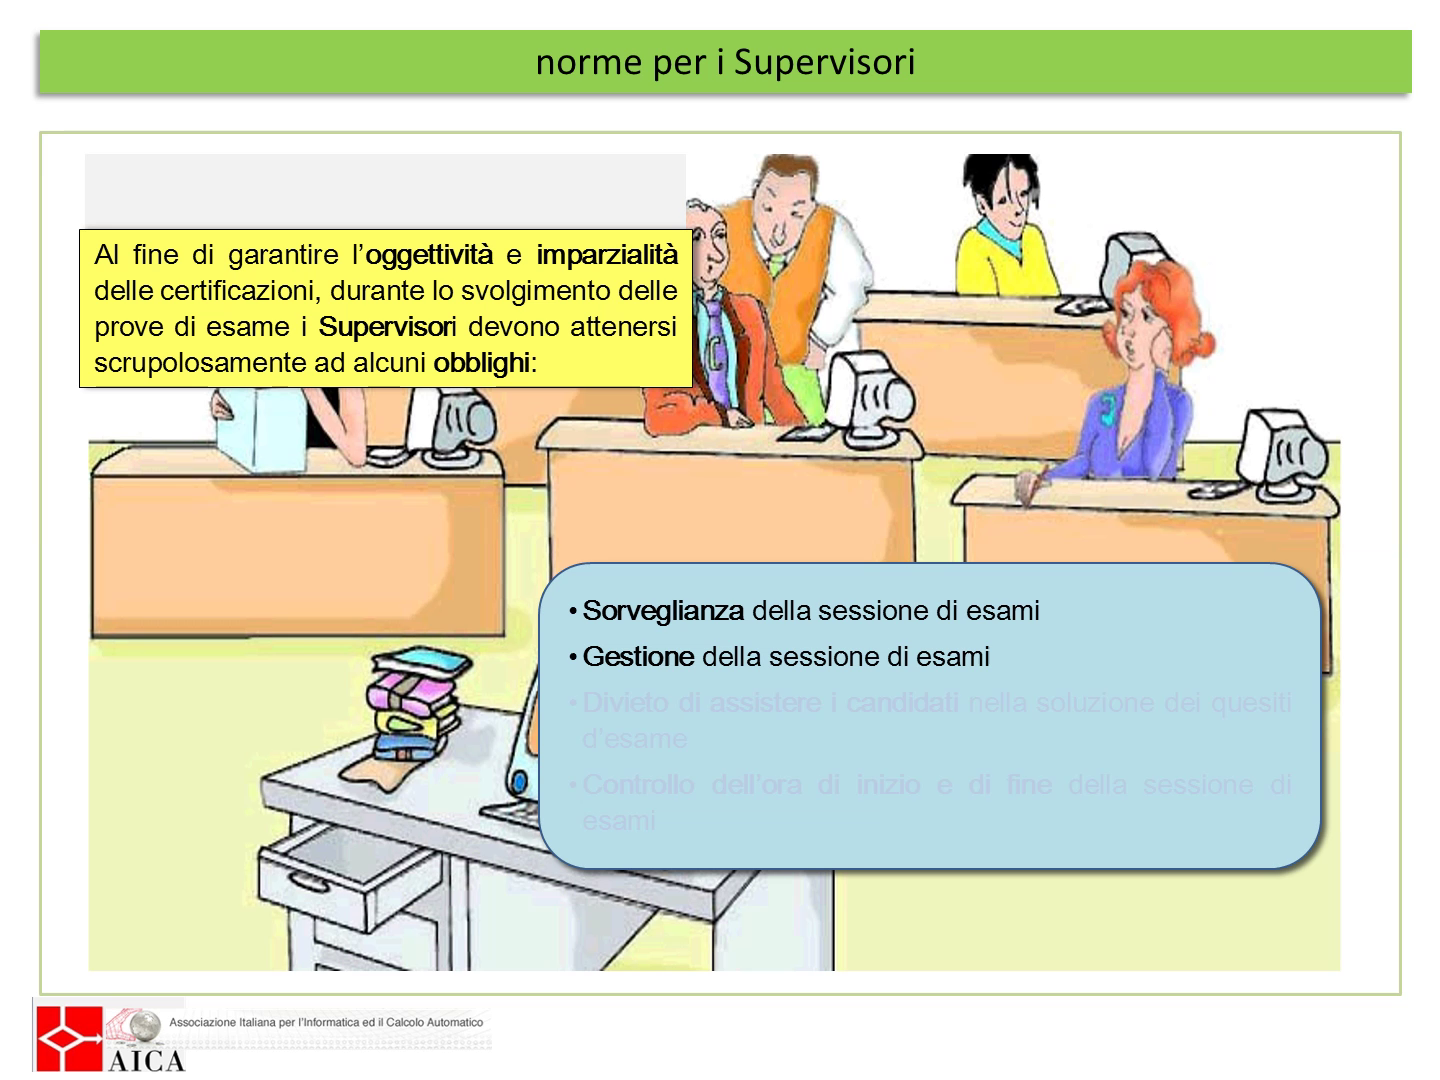 norme per i Supervisori
Al fine di garantire l’oggettività e imparzialità
delle certificazioni, durante lo svolgimento delle
prove di esame i Supervisori devono attenersi
scrupolosamente ad alcuni obblighi:
• Sorveglianza della sessione di esami
• Gestione della sessione di esami
• Divieto di assistere i candidati nella soluzione dei quesiti
d’esame
• Controllo dell’ora di inizio e di fine della sessione di
esami
Associazione Italiana per l'Informatica ed il Calcolo Automatico
AICA